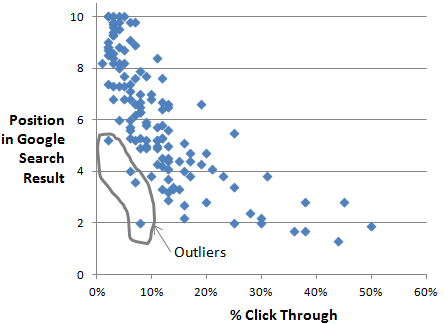 10
8
6
4
2
0
Position
in Google
Search
Result
Outliers
0%
10%
20%
30%
40%
50%
60%
% Click Through